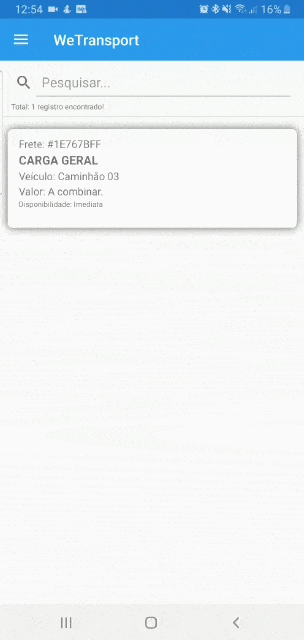 12:54
16%
WeTransport
Pesquisar...
Total: 1 registro encontrado!
Frete: #1E767BFF
CARGA GERAL
Veículo: Caminhão 03
Valor: A combinar.
Disponibilidade: Imediata